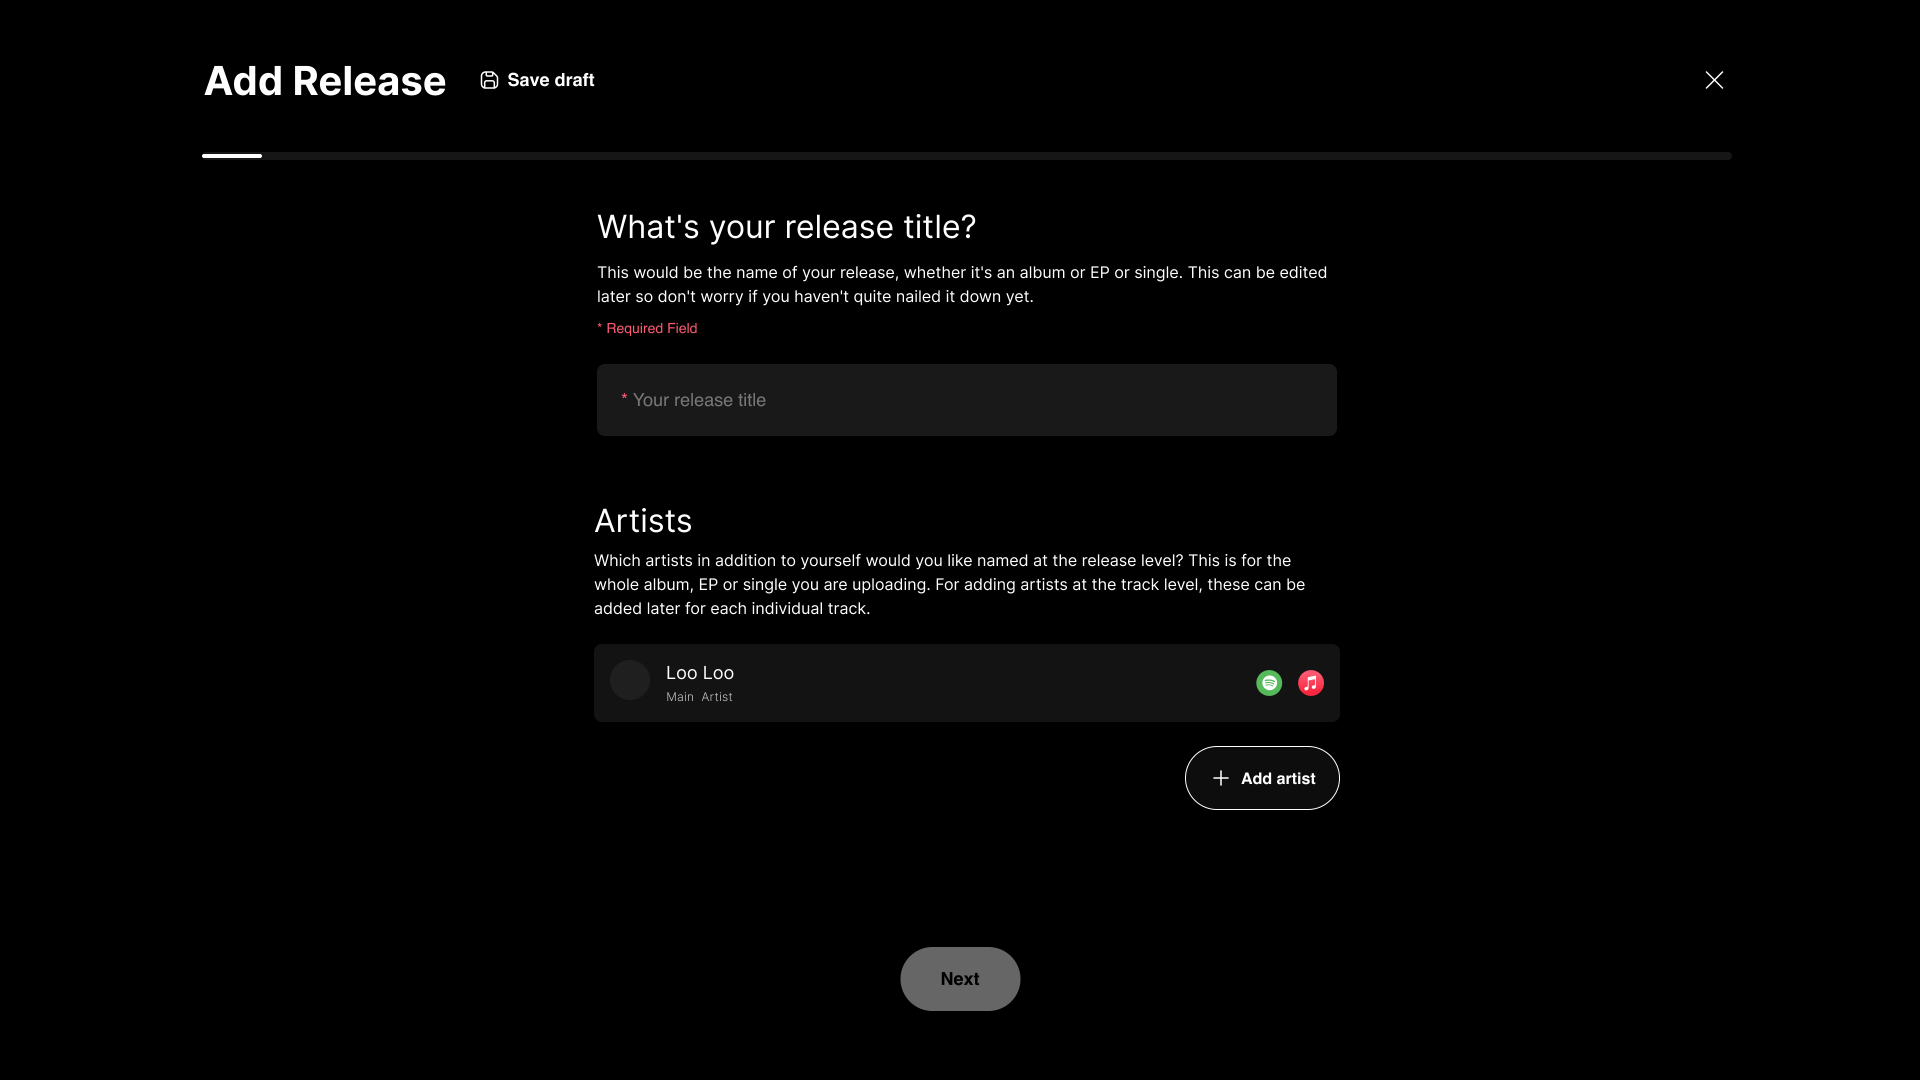 Add Release
Save draft
What's your release title?
This would be the name of your release, whether it's an album or EP or single. This can be edited
later so don't worry if you haven't quite nailed it down yet.
* Required Field
* Your release title
Artists
Which artists in addition to yourself would you like named at the release level? This is for the
whole album, EP or single you are uploading. For adding artists at the track level, these can be
added later for each individual track.
Loo Loo
Main Artist
Add artist
Next